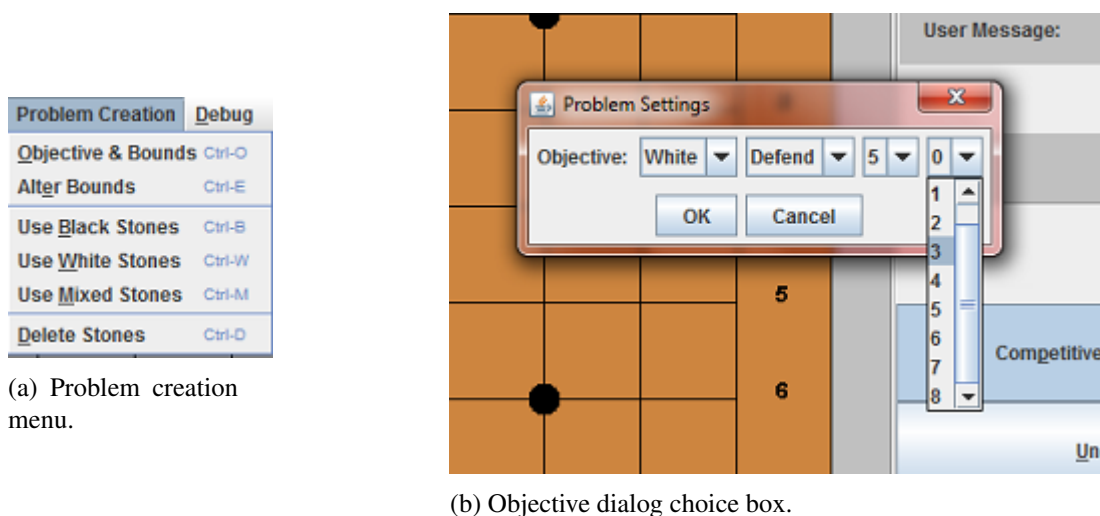 Problem Creation Debug
Objective & Bounds Ctrl-O
Alter Bounds Ctrl-E
Use Black Stones Ctrl-B
Use White Stones Ctrl-W
Use Mixed Stones Ctrl-M
Delete Stones Ctrl-D
(a) Problem creation
menu.
User Message:
Problem Settings
Objective: White Defend 5 0
OK Cancel
1
2
3
4
5
6
7
8
5
6
Competitive
Un
(b) Objective dialog choice box.